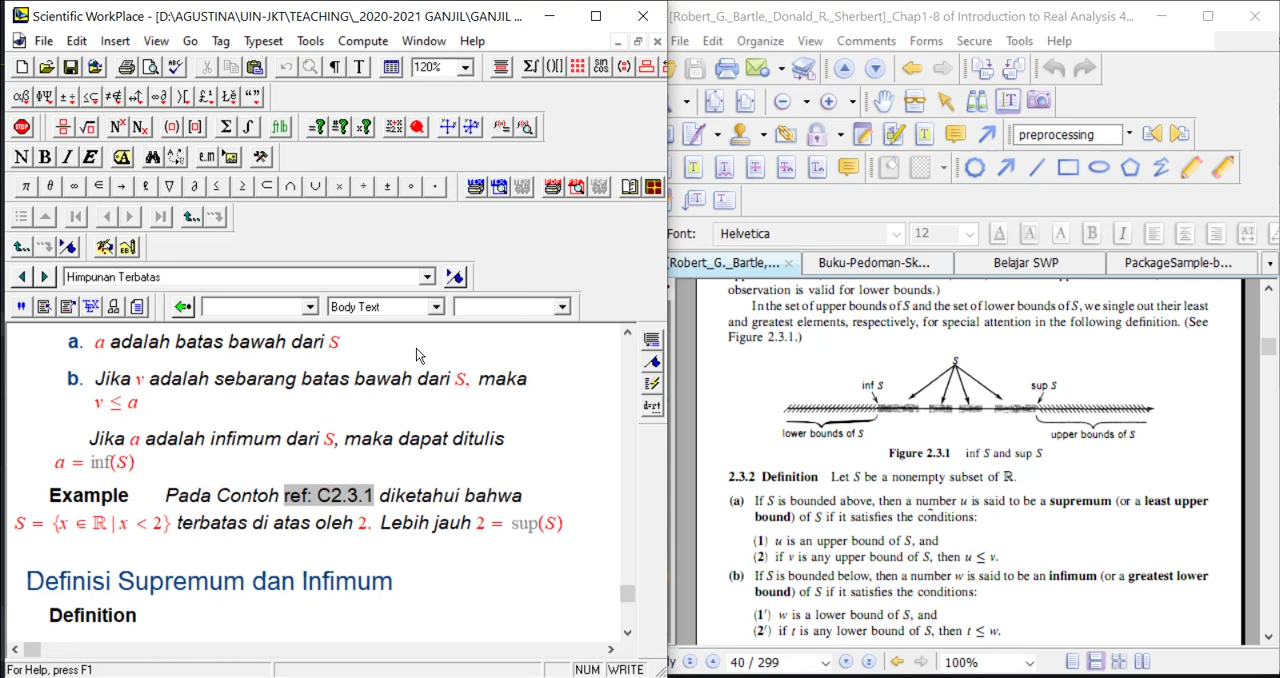 Scientific WorkPlace - [D:\AGUSTINA\UIN-JKT\TEACHING\_2020-2021 GANJIL\GANJIL ...
File Edit Insert View Go Tag Typeset Tools Compute Window Help
120%
Himpunan Terbatas
Body Text
a. a adalah batas bawah dari S
b. Jika v adalah sebarang batas bawah dari S, maka
v ≤ a
Jika a adalah infimum dari S, maka dapat ditulis
a = inf(S)
Example Pada Contoh ref: C2.3.1 diketahui bahwa
S = {x ∈ ℝ | x < 2} terbatas di atas oleh 2. Lebih jauh 2 = sup(S)
Definisi Supremum dan Infimum
Definition
For Help, press F1
NUM WRITE
[Robert_G._Bartle,_Donald_R._Sherbert]_Chap1-8 of Introduction to Real Analysis 4...
File Edit Organize View Comments Forms Secure Tools Help
preprocessing
Font: Helvetica 12
[Robert_G._Bartle,... Buku-Pedoman-Sk... Belajar SWP PackageSample-b...
observation is valid for lower bounds.)
In the set of upper bounds of S and the set of lower bounds of S, we single out their least
and greatest elements, respectively, for special attention in the following definition. (See
Figure 2.3.1.)
S
inf S sup S
lower bounds of S upper bounds of S
Figure 2.3.1 inf S and sup S
2.3.2 Definition Let S be a nonempty subset of ℝ.
(a) If S is bounded above, then a number u is said to be a supremum (or a least upper
bound) of S if it satisfies the conditions:
(1) u is an upper bound of S, and
(2) if v is any upper bound of S, then u ≤ v.
(b) If S is bounded below, then a number w is said to be an infimum (or a greatest lower
bound) of S if it satisfies the conditions:
(1′) w is a lower bound of S, and
(2′) if t is any lower bound of S, then t ≤ w.
40 / 299 100%